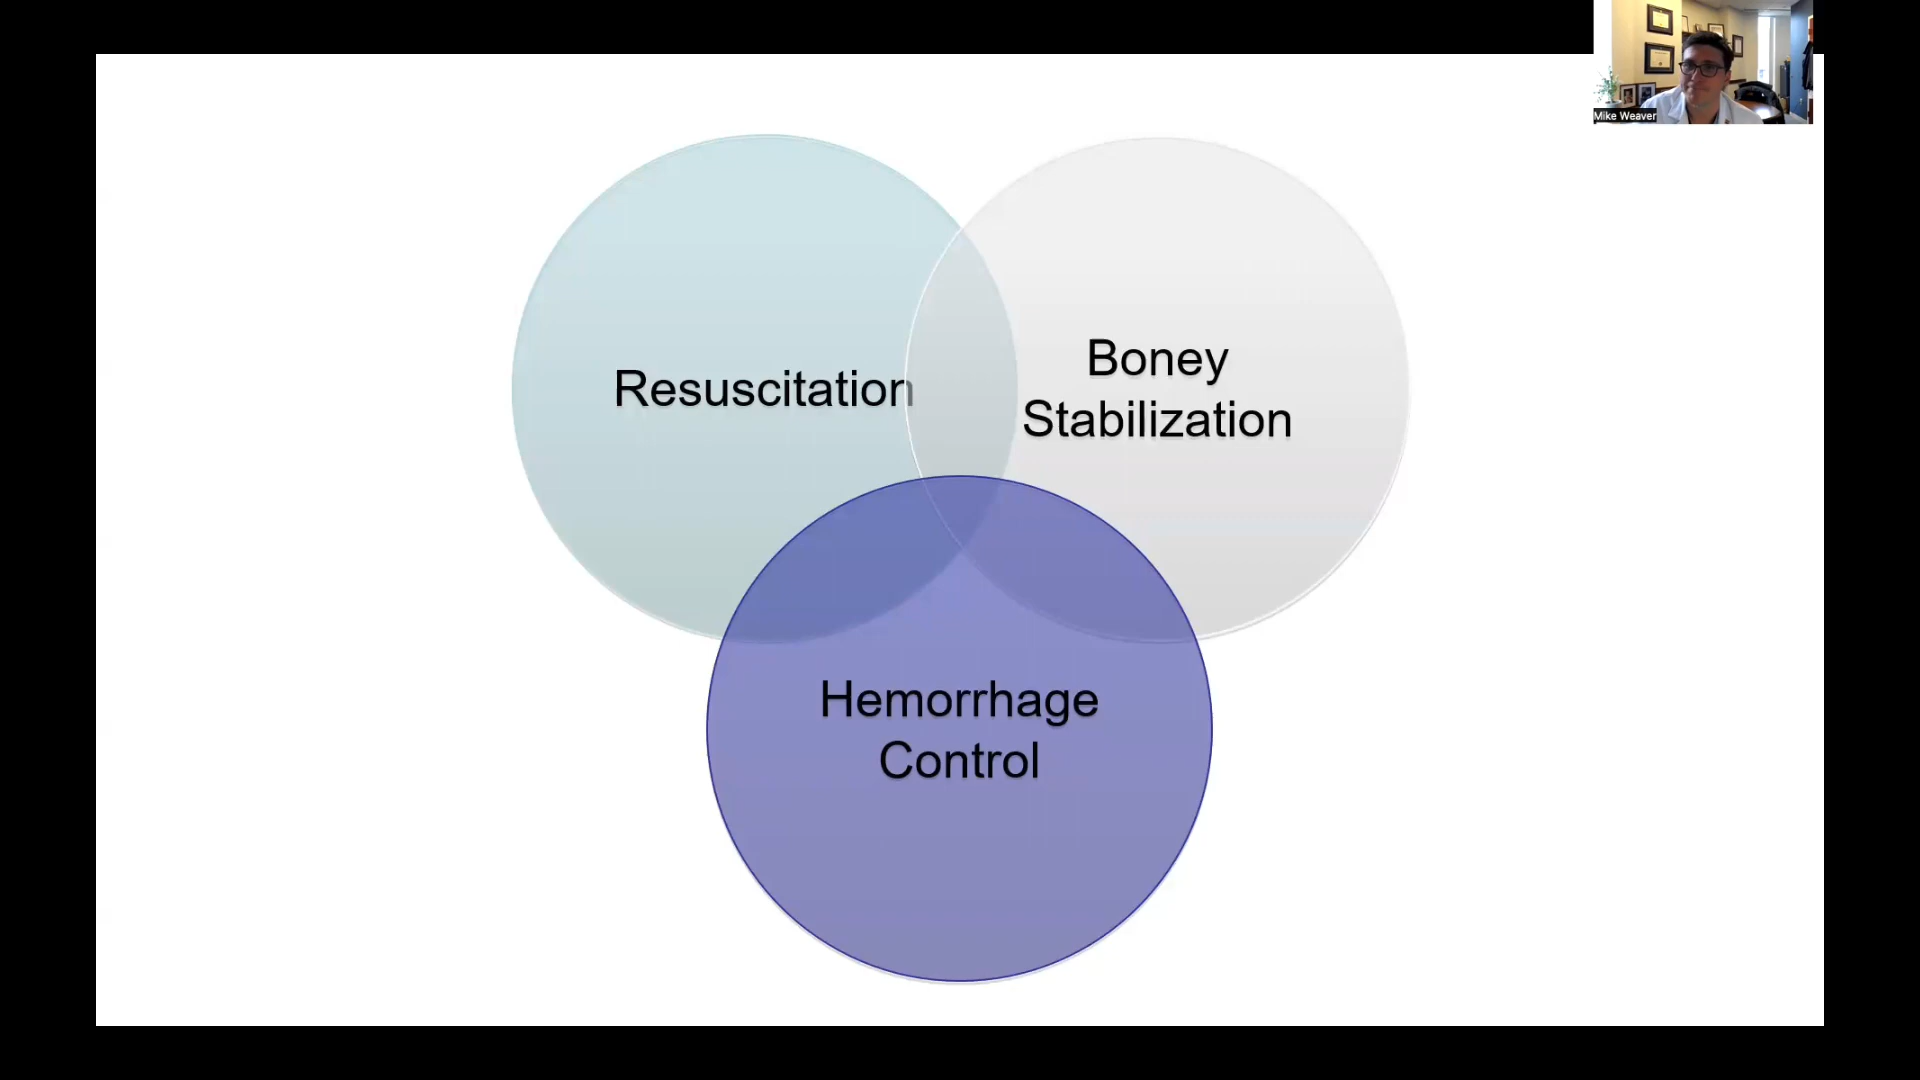 Mike Weaver
Resuscitation
Boney
Stabilization
Hemorrhage
Control